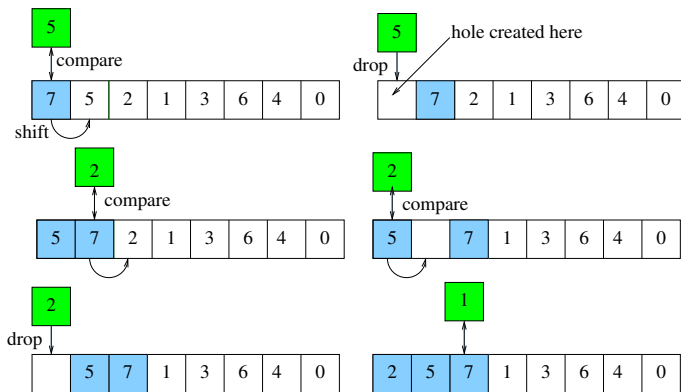 5
compare
7 5 2 1 3 6 4 0
shift
5
hole created here
drop
7 2 1 3 6 4 0
2
compare
5 7 2 1 3 6 4 0
2
compare
5 7 1 3 6 4 0
2
drop
5 7 1 3 6 4 0
1
2 5 7 1 3 6 4 0